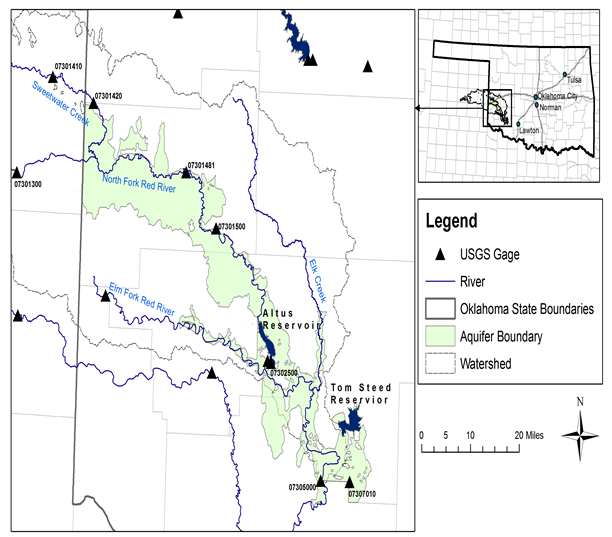 07301410
Sweetwater Creek
07301420
07301300
North Fork Red River
07301481
07301500
Elm Fork Red River
Elk Creek
Altus
Reservoir
07302500
Tom Steed
Reservior
07305000
07307010
Tulsa
Oklahoma City
Norman
Lawton
Legend
USGS Gage
River
Oklahoma State Boundaries
Aquifer Boundary
Watershed
N
0 5 10 20 Miles